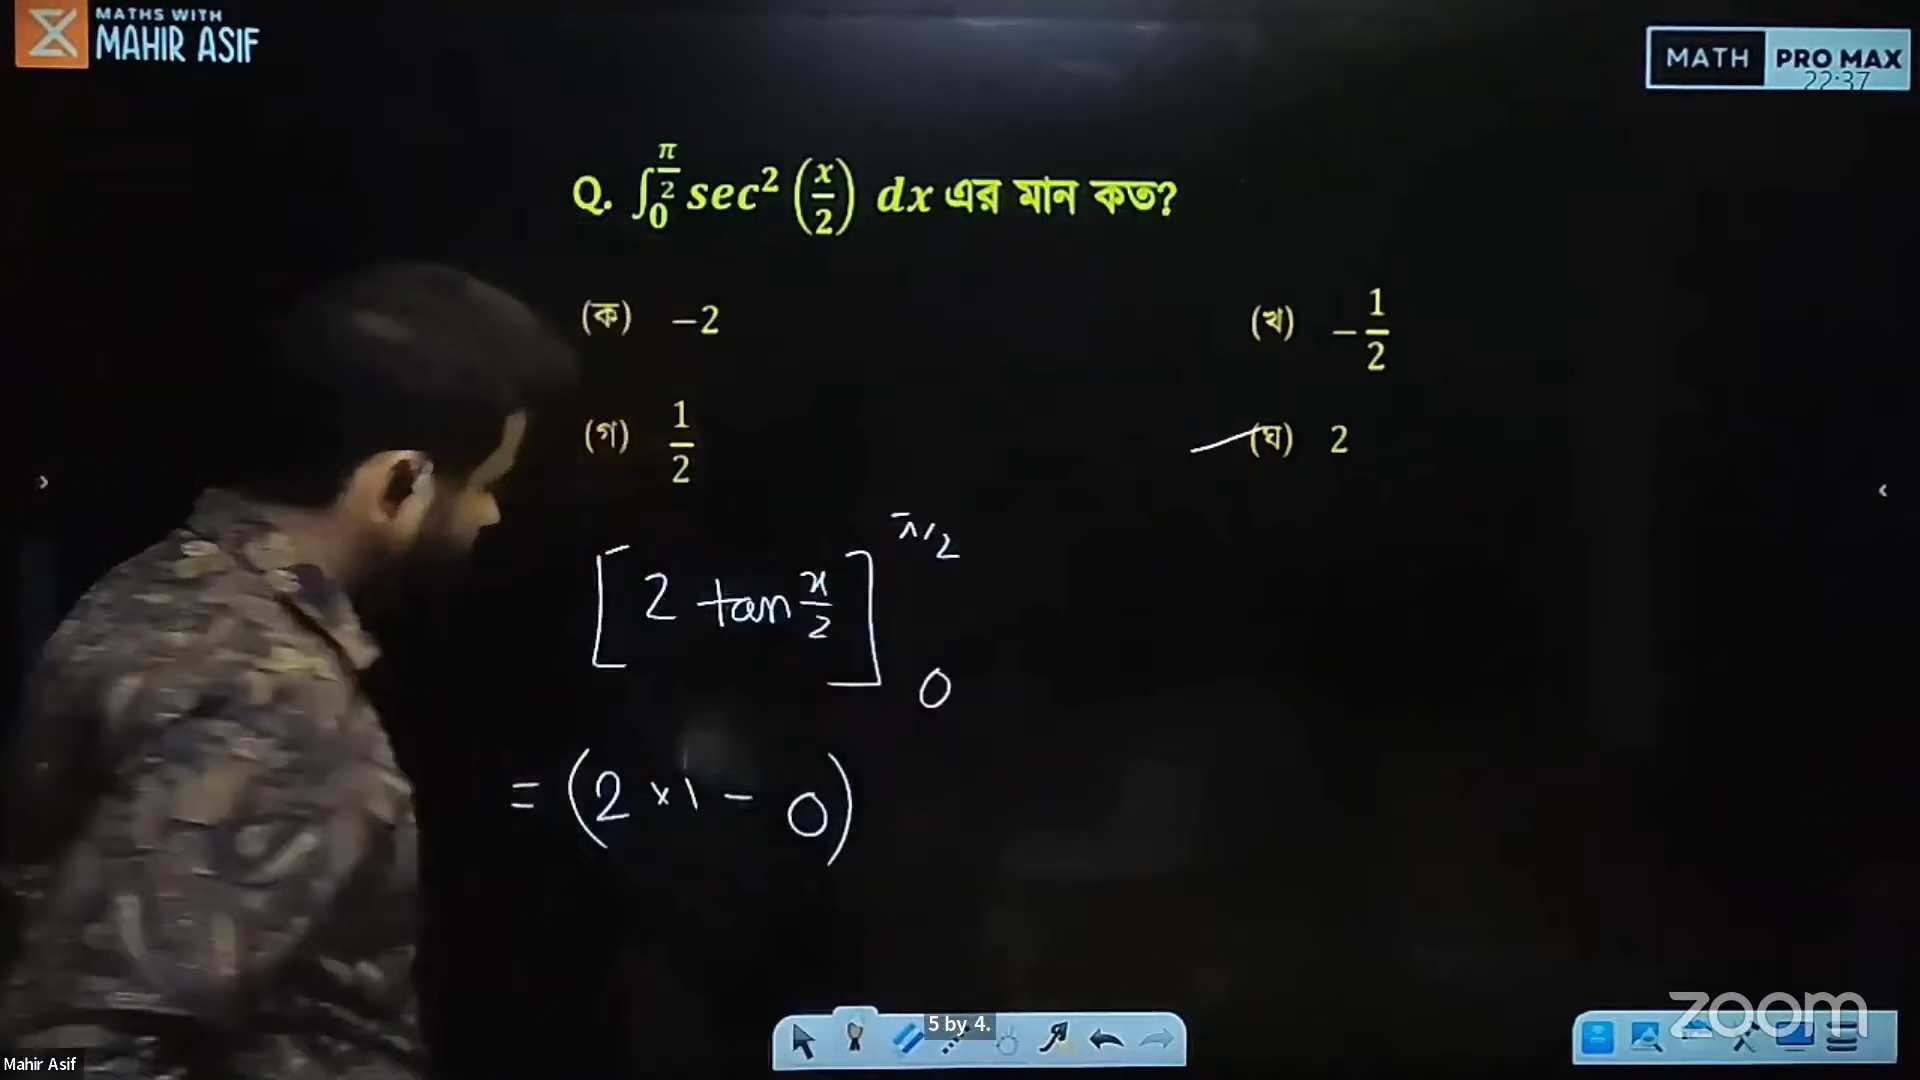 MATHS WITH
MAHIR ASIF
MATH PRO MAX
22:37
Q. ∫₀^(π/2) sec² (x/2) dx এর মান কত?
(ক) −2
(খ) −1/2
(গ) 1/2
(ঘ) 2
[2 tan x/2]₀^(π/2)
= (2 × 1 − 0)
5 by 4.
zoom
Mahir Asif